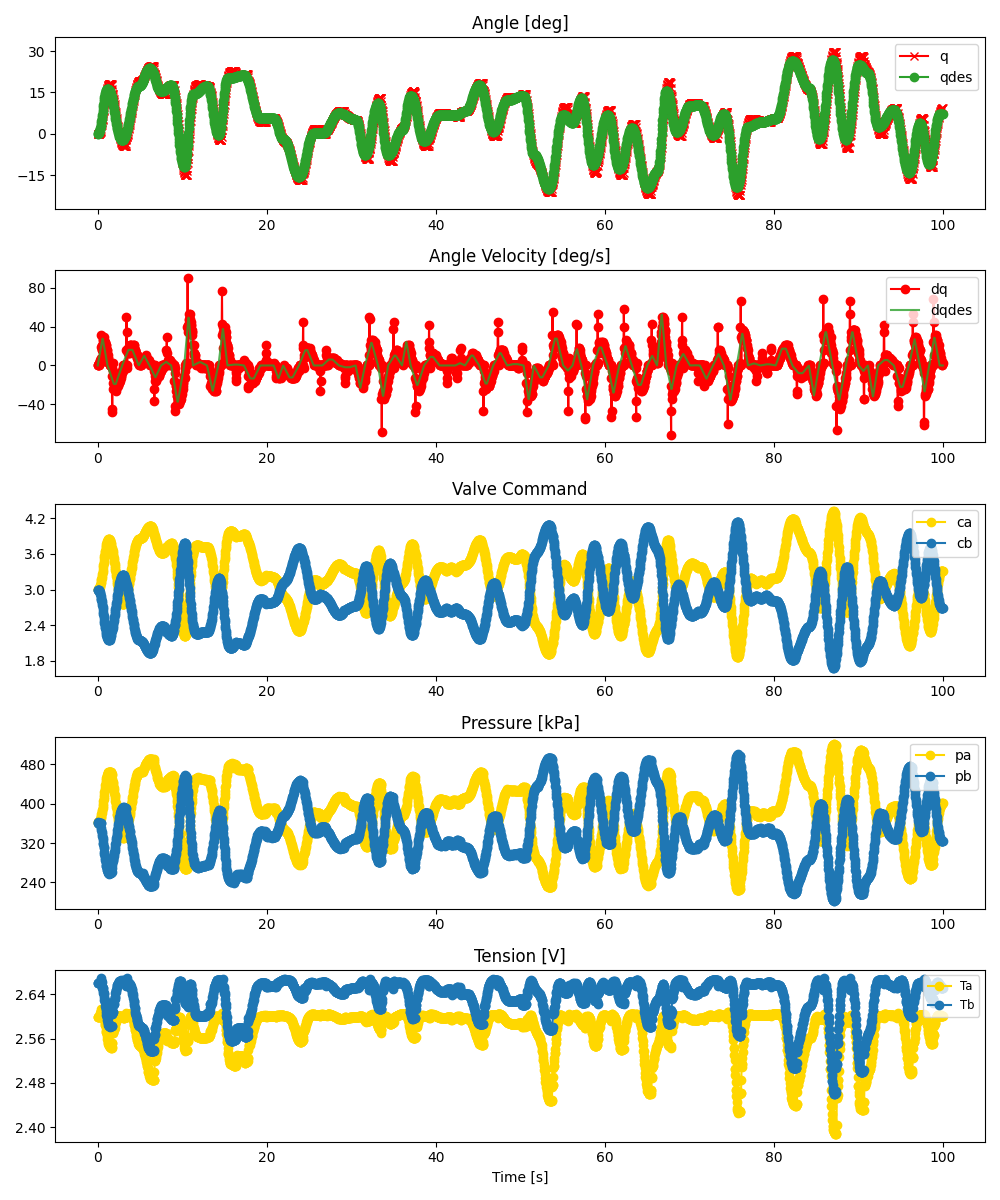 Angle [deg]
30
15
0
−15
q
qdes
0 20 40 60 80 100
Angle Velocity [deg/s]
80
40
0
−40
dq
dqdes
0 20 40 60 80 100
Valve Command
4.2
3.6
3.0
2.4
1.8
ca
cb
0 20 40 60 80 100
Pressure [kPa]
480
400
320
240
pa
pb
0 20 40 60 80 100
Tension [V]
2.64
2.56
2.48
2.40
Ta
Tb
0 20 40 60 80 100
Time [s]